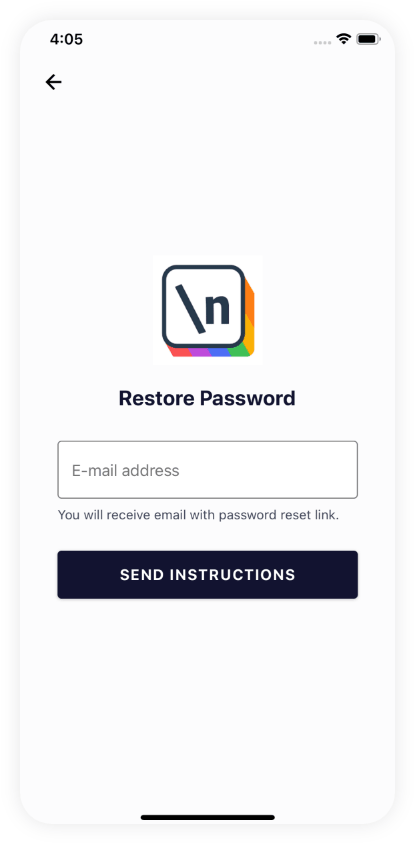 4:05
\n
Restore Password
E-mail address
You will receive email with password reset link.
SEND INSTRUCTIONS